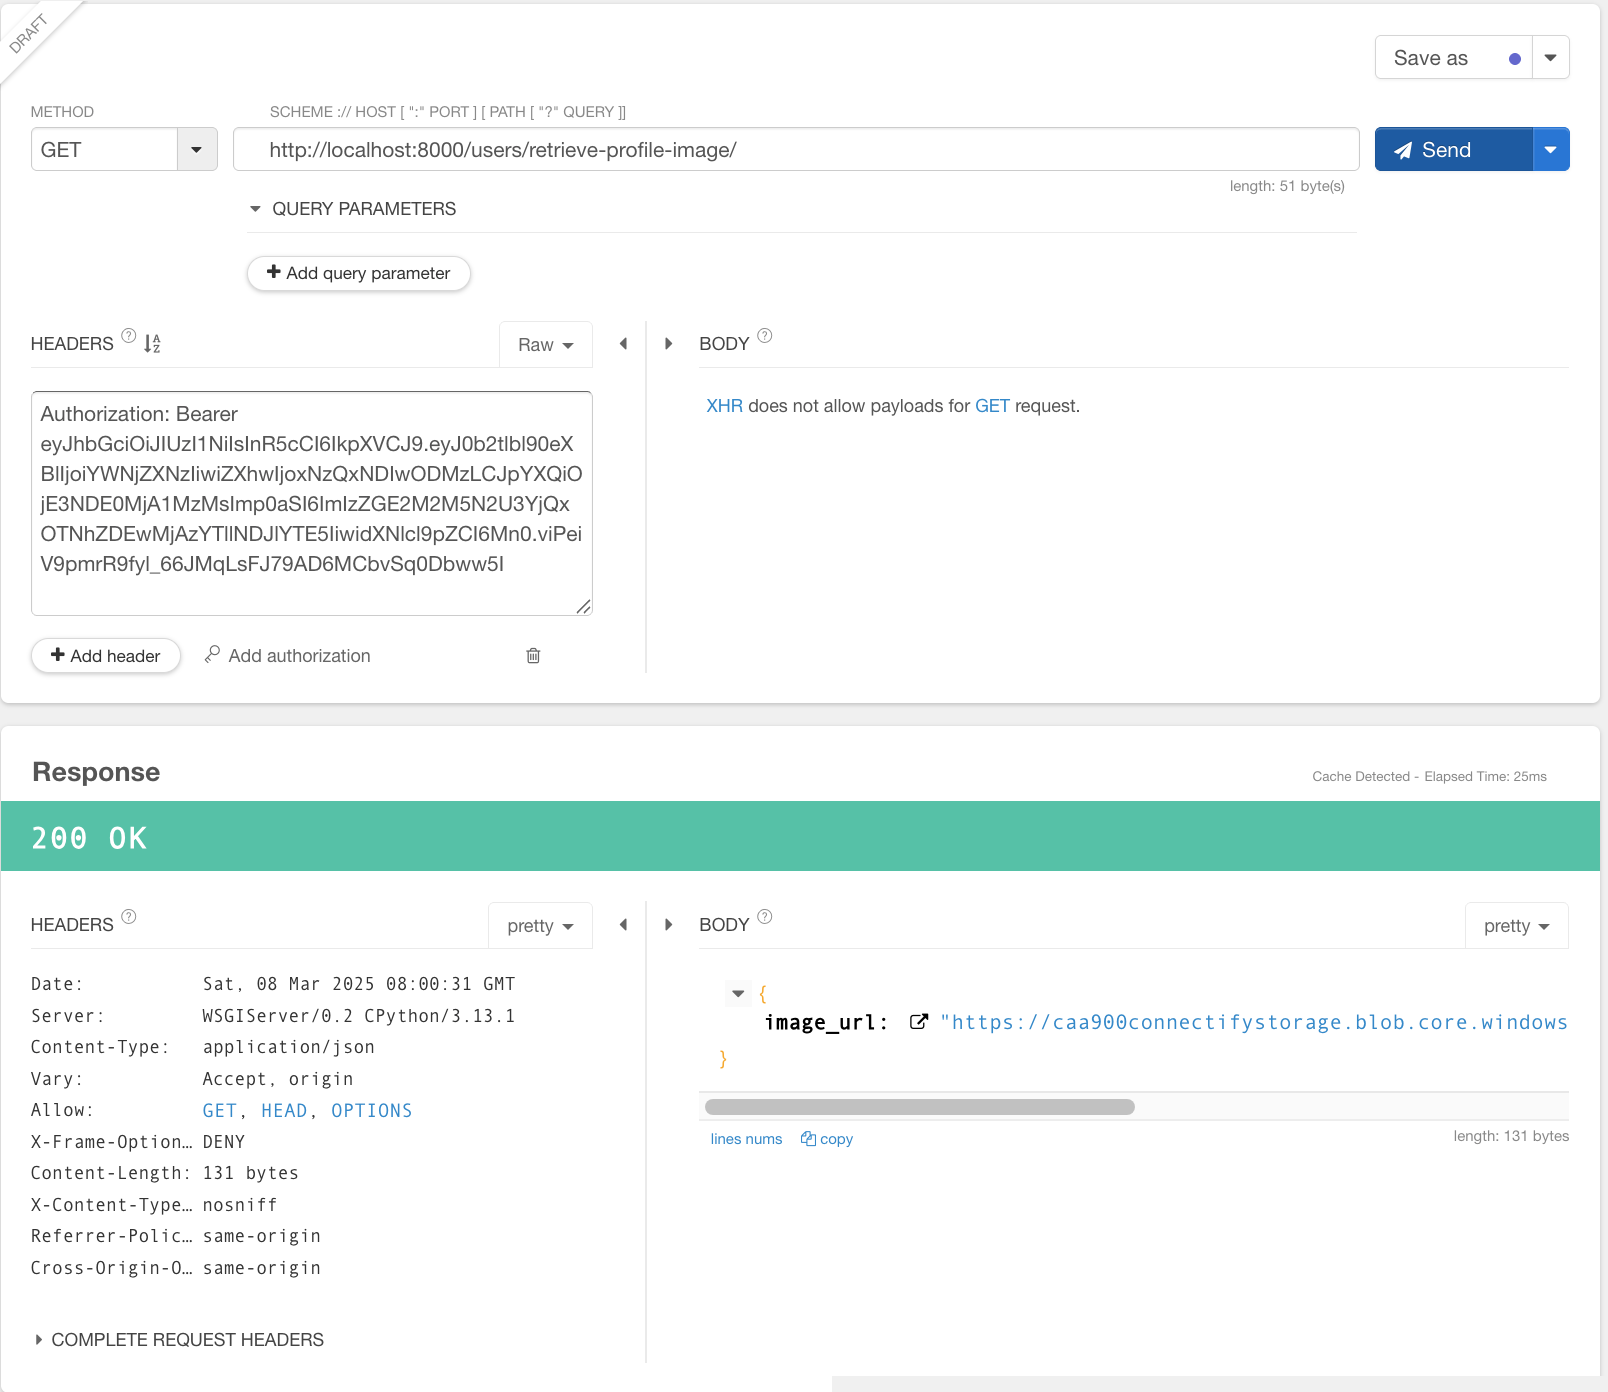 DRAFT
Save as
METHOD
SCHEME :// HOST [ ":" PORT ] [ PATH [ "?" QUERY ]]
GET
http://localhost:8000/users/retrieve-profile-image/
Send
length: 51 byte(s)
QUERY PARAMETERS
Add query parameter
HEADERS ?
Raw
BODY ?
Authorization: Bearer
eyJhbGciOiJIUzI1NiIsInR5cCI6IkpXVCJ9.eyJ0b2tlbl90eX
BlIjoiYWNjZXNzIiwiZXhwIjoxNzQxNDIwODMzLCJpYXQiO
jE3NDE0MjA1MzMsImp0aSI6ImIzZGE2M2M5N2U3YjQx
OTNhZDEwMjAzYTllNDJlYTE5IiwidXNlcl9pZCI6Mn0.viPei
V9pmrR9fyl_66JMqLsFJ79AD6MCbvSq0Dbww5I
XHR does not allow payloads for GET request.
Add header
Add authorization
Response
Cache Detected - Elapsed Time: 25ms
200 OK
HEADERS ?
pretty
BODY ?
pretty
Date: Sat, 08 Mar 2025 08:00:31 GMT
Server: WSGIServer/0.2 CPython/3.13.1
Content-Type: application/json
Vary: Accept, origin
Allow: GET, HEAD, OPTIONS
X-Frame-Option… DENY
Content-Length: 131 bytes
X-Content-Type… nosniff
Referrer-Polic… same-origin
Cross-Origin-O… same-origin
{
image_url: "https://caa900connectifystorage.blob.core.windows
}
lines nums
copy
length: 131 bytes
COMPLETE REQUEST HEADERS